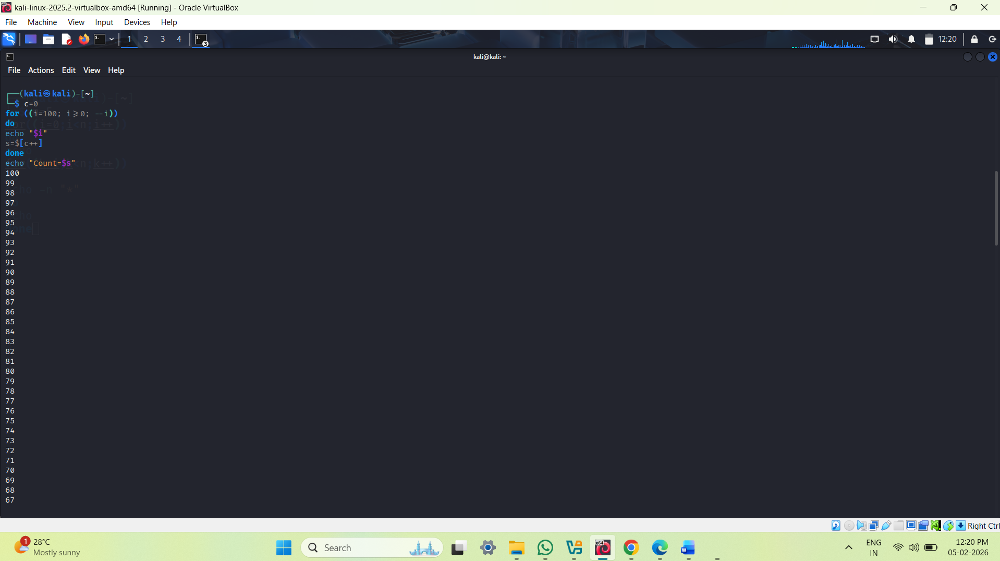 kali-linux-2025.2-virtualbox-amd64 [Running] - Oracle VirtualBox
File Machine View Input Devices Help
1 2 3 4 3 12:20
kali@kali: ~
File Actions Edit View Help
(kali㉿kali)-[~]
$ c=0
for ((i=100; i>=0; --i))
do
echo "$i"
s=$[c++]
done
echo "Count=$s"
100
99
98
97
96
95
94
93
92
91
90
89
88
87
86
85
84
83
82
81
80
79
78
77
76
75
74
73
72
71
70
69
68
67
Right Ctrl
1 28°C
Mostly sunny
Search
x64
ENG
IN
12:20 PM
05-02-2026